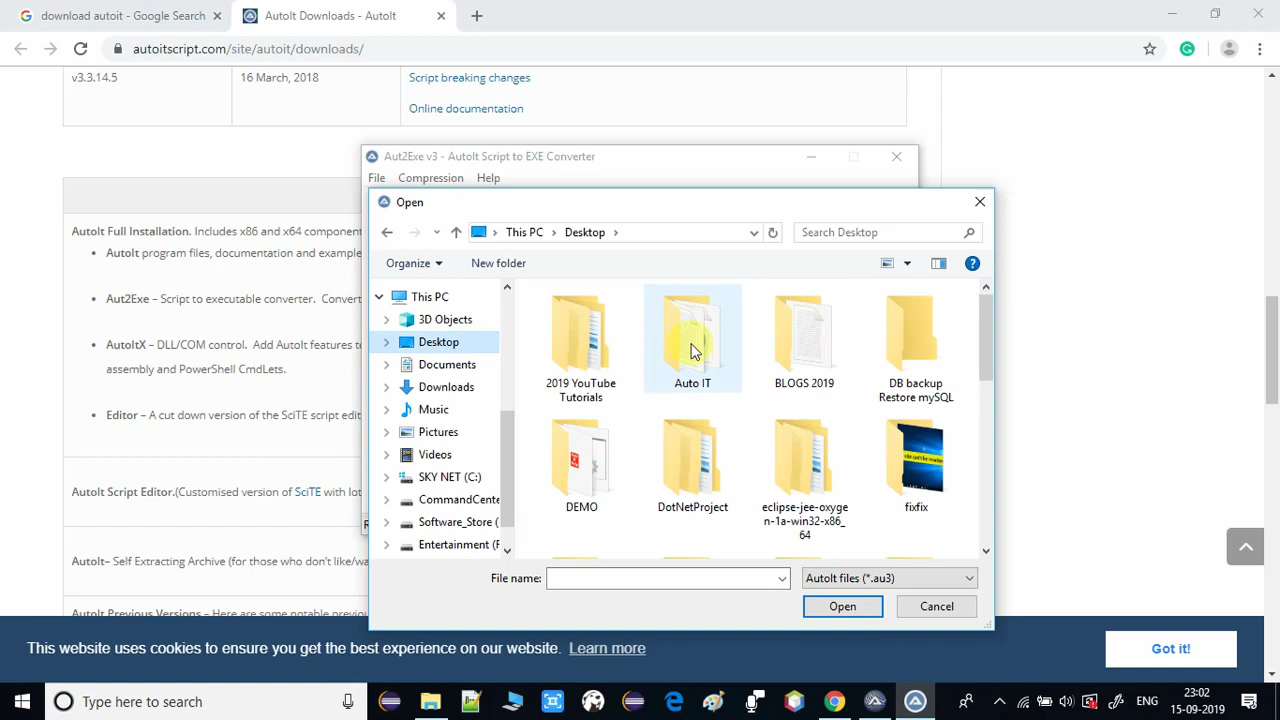 download autoit - Google Search
AutoIt Downloads - AutoIt
autoitscript.com/site/autoit/downloads/
v3.3.14.5
16 March, 2018
Script breaking changes
Online documentation
Aut2Exe v3 - AutoIt Script to EXE Converter
File
Compression
Help
AutoIt Full Installation. Includes x86 and x64 component
AutoIt program files, documentation and example
Aut2Exe – Script to executable converter. Convert
AutoItX – DLL/COM control. Add AutoIt features to
assembly and PowerShell CmdLets.
Editor – A cut down version of the SciTE script edit
AutoIt Script Editor.(Customised version of SciTE with lot
AutoIt– Self Extracting Archive (for those who don't like/wa
AutoIt Previous Versions – Here are some notable previou
Open
This PC
Desktop
Search Desktop
Organize
New folder
This PC
3D Objects
Desktop
Documents
Downloads
Music
Pictures
Videos
SKY NET (C:)
CommandCente
Software_Store (
Entertainment (F
2019 YouTube
Tutorials
Auto IT
BLOGS 2019
DB backup
Restore mySQL
DEMO
DotNetProject
eclipse-jee-oxyge
n-1a-win32-x86_
64
fixfix
File name:
AutoIt files (*.au3)
Open
Cancel
This website uses cookies to ensure you get the best experience on our website. Learn more
Got it!
Type here to search
ENG
23:02
15-09-2019